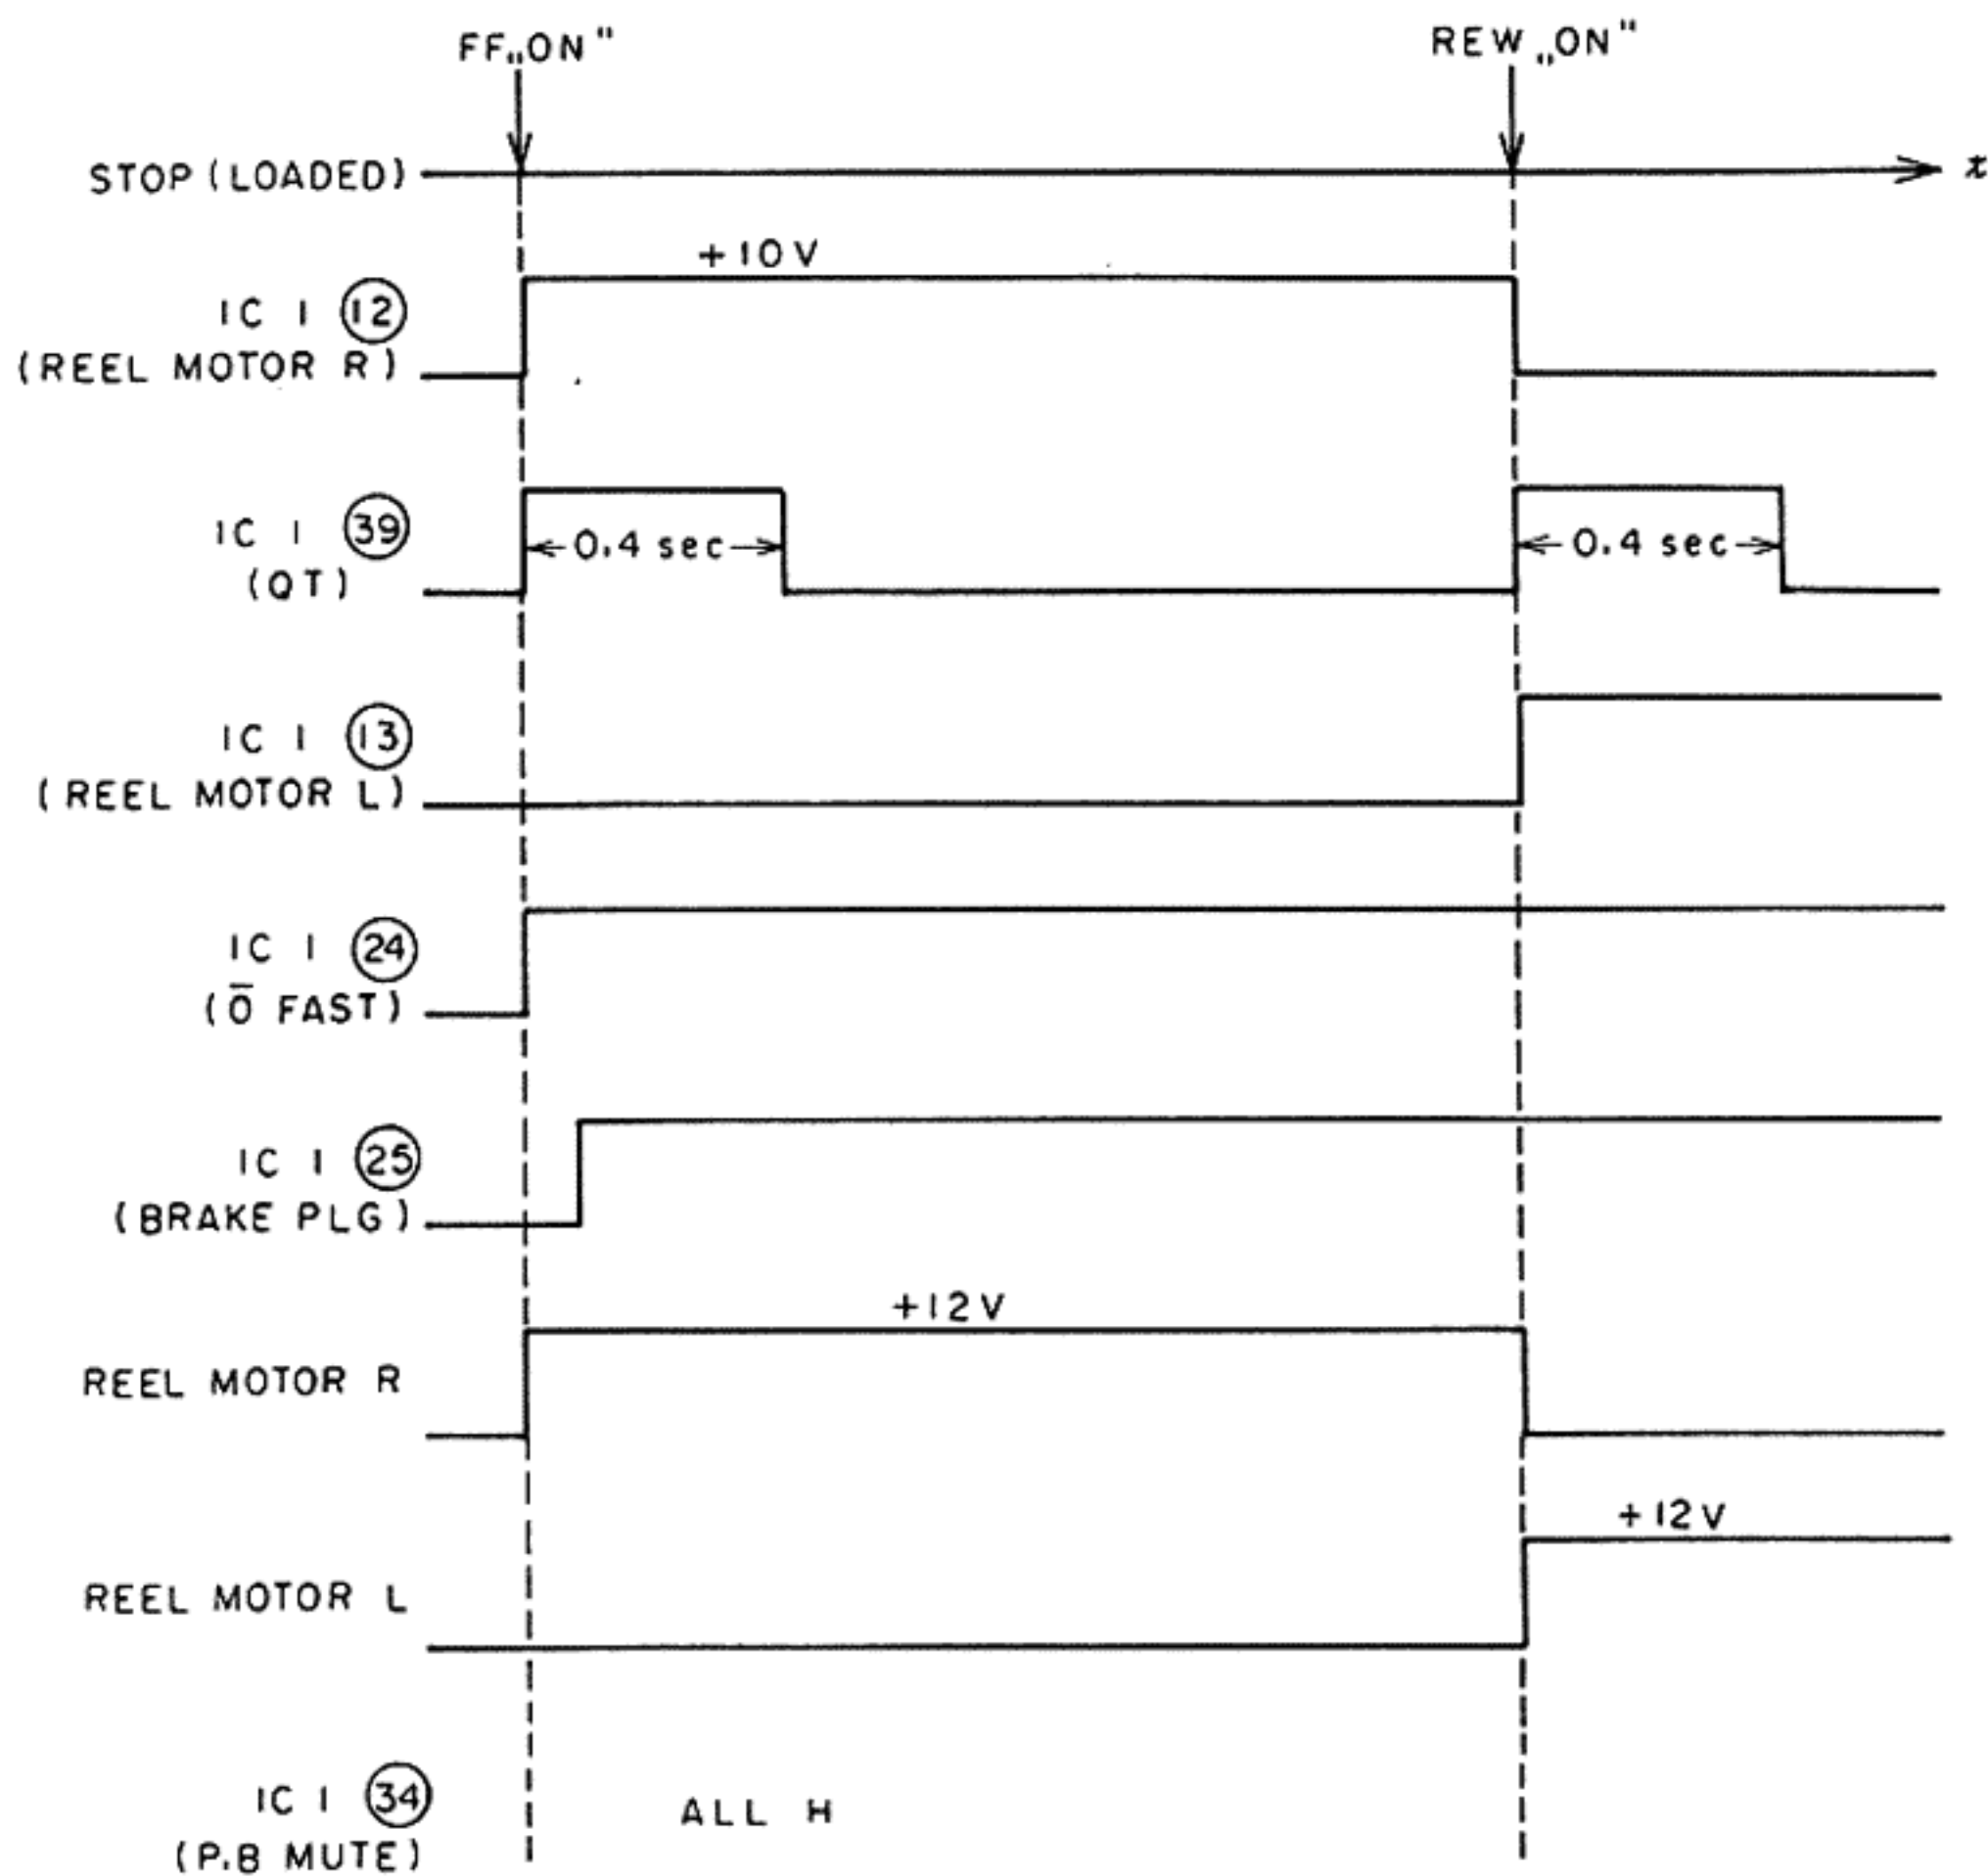 FF„ON" REW„ON"
STOP (LOADED) t
+10V
IC 1 12
(REEL MOTOR R)
IC 1 39
(QT)
0.4 sec 0.4 sec
IC 1 13
(REEL MOTOR L)
IC 1 24
(Ō FAST)
IC 1 25
(BRAKE PLG)
+12V
REEL MOTOR R
+12V
REEL MOTOR L
IC 1 34
(P.B MUTE)
ALL H